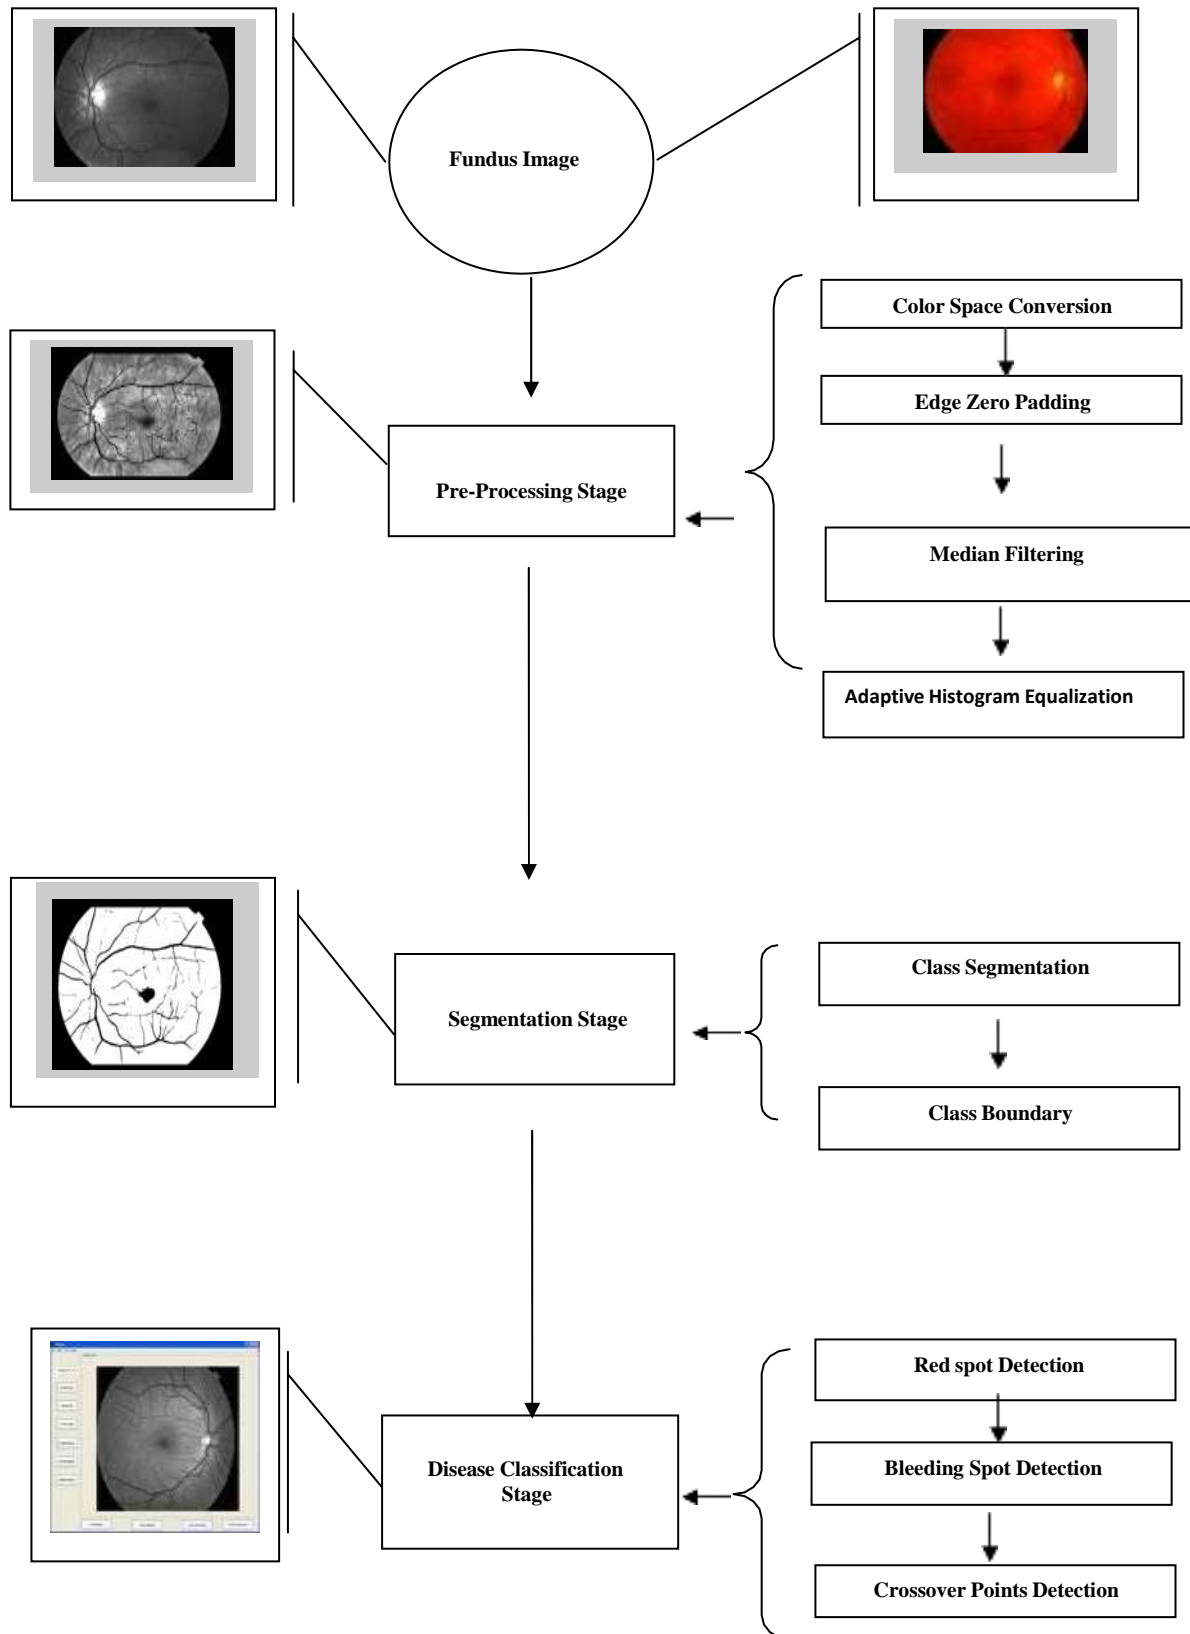 Fundus Image
Color Space Conversion
Edge Zero Padding
Pre-Processing Stage
Median Filtering
Adaptive Histogram Equalization
Segmentation Stage
Class Segmentation
Class Boundary
Disease Classification
Stage
Red spot Detection
Bleeding Spot Detection
Crossover Points Detection